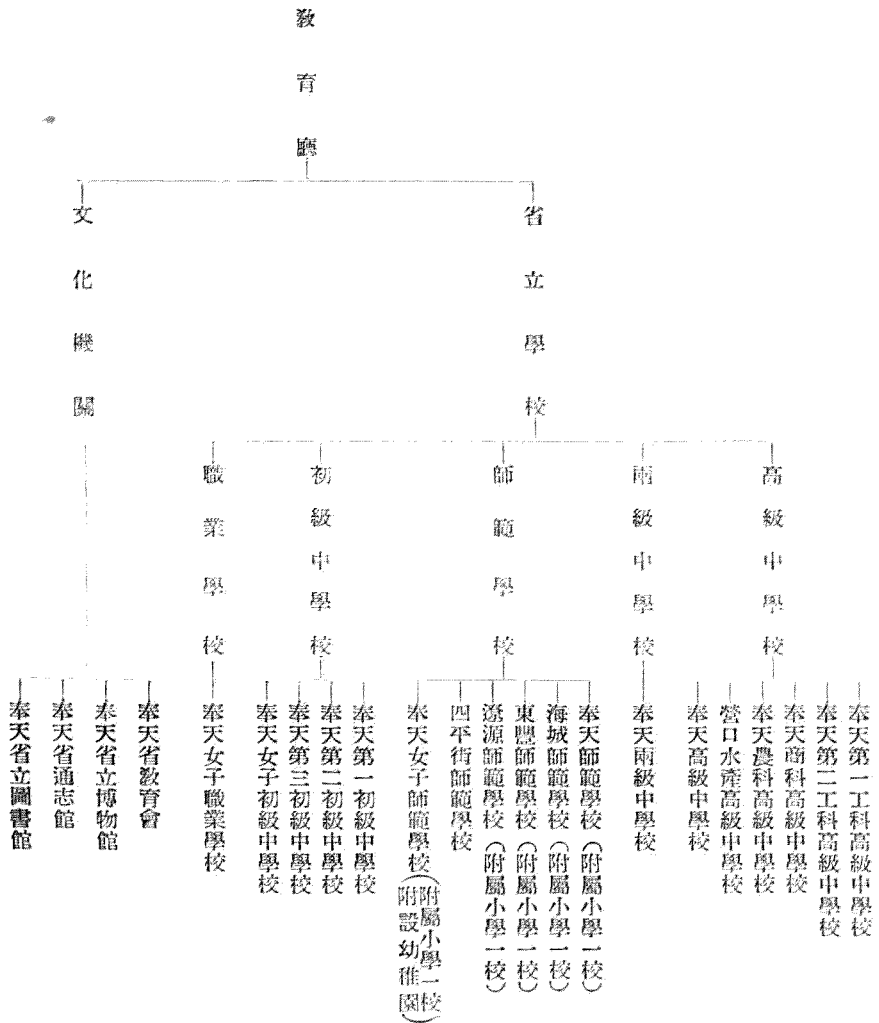 教育廳
省立學校
文化機關
高級中學校
兩級中學校
師範學校
初級中學校
職業學校
奉天第一工科高級中學校
奉天第二工科高級中學校
奉天商科高級中學校
奉天農科高級中學校
營口水產高級中學校
奉天高級中學校
奉天兩級中學校
奉天師範學校（附屬小學一校）
海城師範學校（附屬小學一校）
東豐師範學校（附屬小學一校）
遼源師範學校（附屬小學一校）
四平街師範學校
奉天女子師範學校（附屬小學一校
附設幼稚園）
奉天第一初級中學校
奉天第二初級中學校
奉天第三初級中學校
奉天女子初級中學校
奉天女子職業學校
奉天省教育會
奉天省立博物館
奉天省通志館
奉天省立圖書館